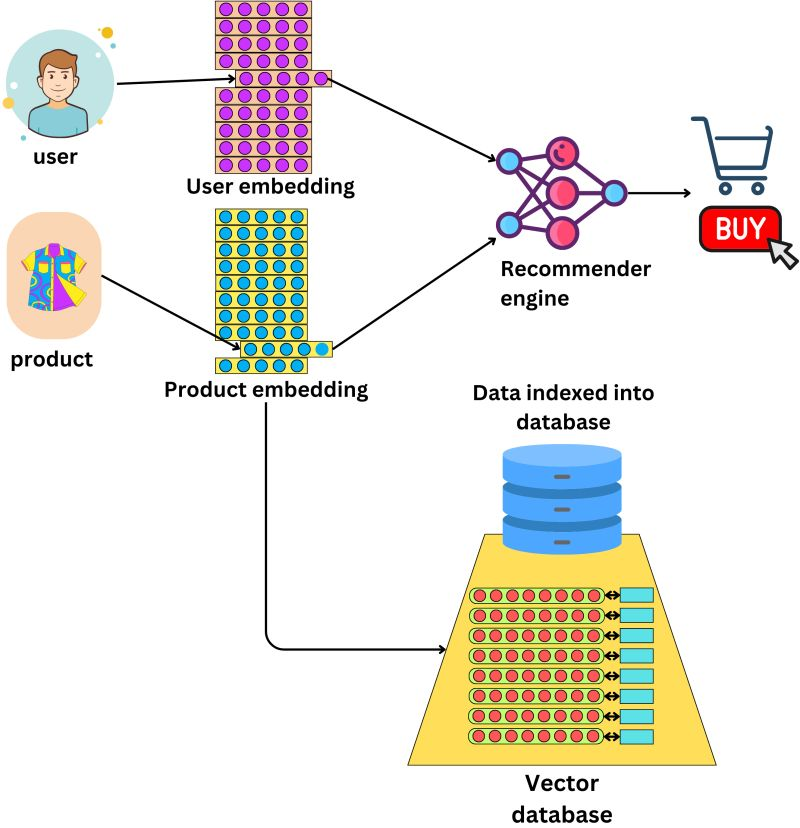 user
User embedding
product
Product embedding
Recommender
engine
BUY
Data indexed into
database
Vector
database